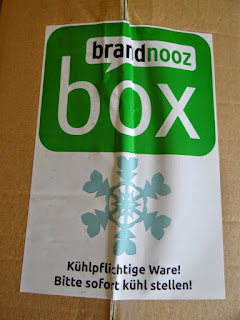 brandnooz
box
Kühlpflichtige Ware!
Bitte sofort kühl stellen!